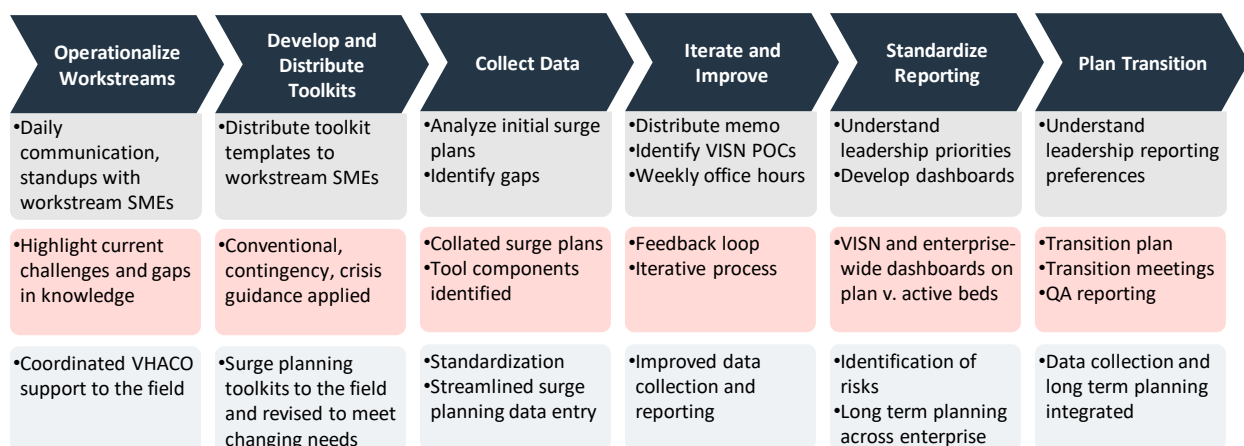 Operationalize
Workstreams
Develop and
Distribute
Toolkits
Collect Data
Iterate and
Improve
Standardize
Reporting
Plan Transition
•Daily
communication,
standups with
workstream SMEs
•Distribute toolkit
templates to
workstream SMEs
•Analyze initial surge
plans
•Identify gaps
•Distribute memo
•Identify VISN POCs
•Weekly office hours
•Understand
leadership priorities
•Develop dashboards
•Understand
leadership reporting
preferences
•Highlight current
challenges and gaps
in knowledge
•Conventional,
contingency, crisis
guidance applied
•Collated surge plans
•Tool components
identified
•Feedback loop
•Iterative process
•VISN and enterprise-
wide dashboards on
plan v. active beds
•Transition plan
•Transition meetings
•QA reporting
•Coordinated VHACO
support to the field
•Surge planning
toolkits to the field
and revised to meet
changing needs
•Standardization
•Streamlined surge
planning data entry
•Improved data
collection and
reporting
•Identification of
risks
•Long term planning
across enterprise
•Data collection and
long term planning
integrated